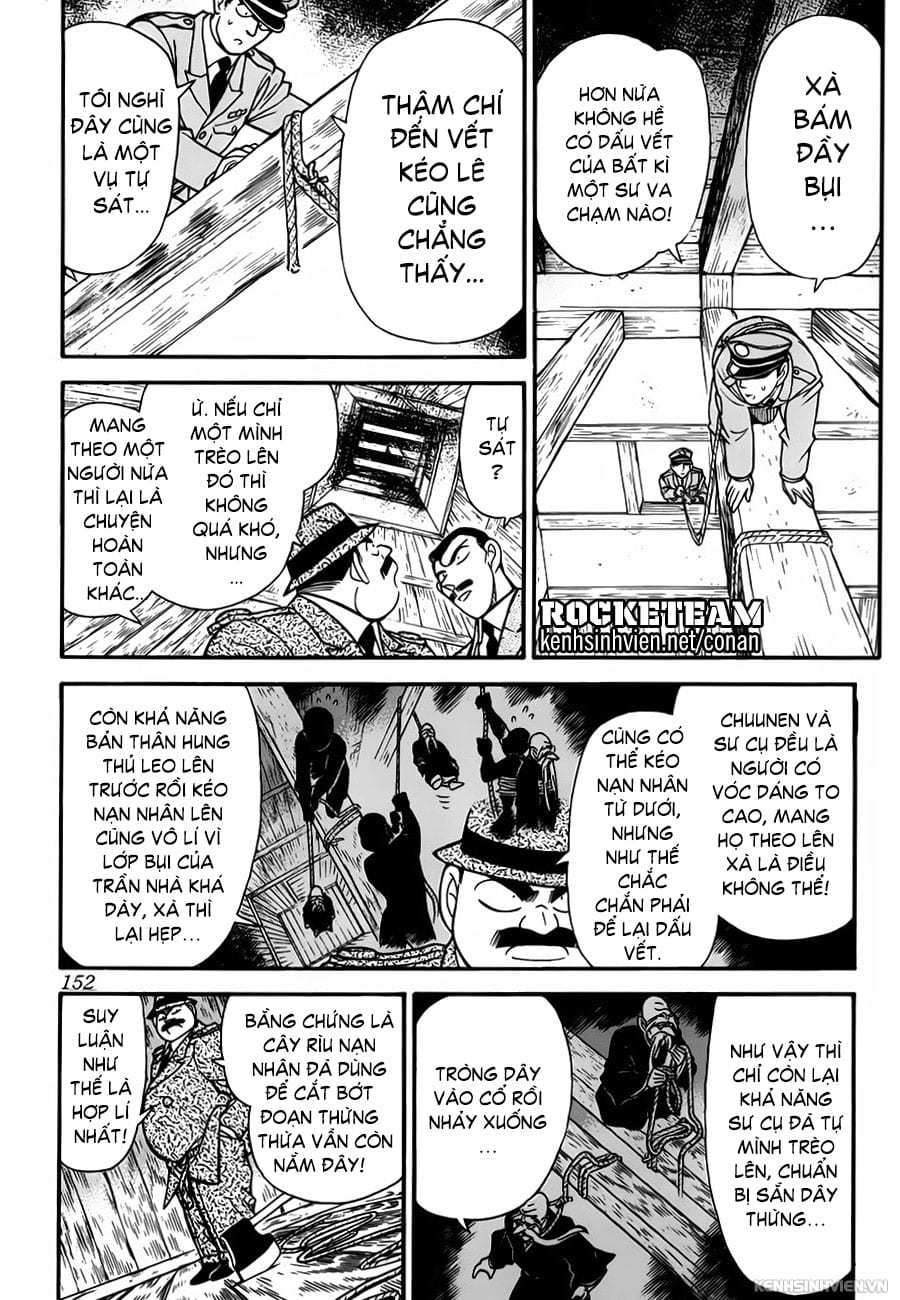 XÀ
BÁM
ĐẦY
BỤI
...
HƠN NỬA
KHÔNG HỀ
CÓ DẤU VẾT
CỦA BẤT KÌ
MỘT SƯ VA
CHẠM NÀO!
THẬM CHÍ
ĐẾN VẾT
KÉO LÊ
CŨNG
CHẲNG
THẤY...
TÔI NGHĨ
ĐÂY CŨNG
LÀ MỘT
VỤ TỰ
SÁT...
ROCKETEAM
kenhsinhvien.net/conan
TỰ
SÁT
?
Ừ. NẾU CHỈ
MỘT MÌNH
TRÈO LÊN
ĐÓ THÌ
KHÔNG
QUÁ KHÓ,
NHƯNG
...
MANG
THEO MỘT
NGƯỜI NỬA
THÌ LẠI LÀ
CHUYỆN
HOÀN
TOÀN
KHÁC...
CHUUNEN VÀ
SƯ CỤ ĐỀU LÀ
NGƯỜI CÓ
VÓC DÁNG TO
CAO, MANG
HỌ THEO LÊN
XÀ LÀ ĐIỀU
KHÔNG THỂ!
CŨNG CÓ
THỂ KÉO
NẠN NHÂN
TỪ DƯỚI,
NHƯNG
NHƯ THẾ
CHẮC
CHẮN PHẢI
ĐỂ LẠI DẤU
VẾT.
CÒN KHẢ NĂNG
BẢN THÂN HUNG
THỦ LEO LÊN
TRƯỚC RỒI KÉO
NẠN NHÂN LÊN
CŨNG VÔ LÍ VÌ
LỚP BỤI CỦA
TRẦN NHÀ KHÁ
DÀY, XÀ THÌ
LẠI HẸP...
152
NHƯ VẬY THÌ
CHỈ CÒN LẠI
KHẢ NĂNG
SƯ CỤ ĐÃ TỰ
MÌNH TRÈO
LÊN, CHUẨN
BỊ SẴN DÂY
THỪNG...
TRÒNG DÂY
VÀO CỔ RỒI
NHẢY XUỐNG
...
BẰNG CHỨNG LÀ
CÂY RÌU NẠN
NHÂN ĐÃ DÙNG
ĐỂ CẮT BỚT
ĐOẠN THỪNG
THỪA VẪN CÒN
NẰM ĐÂY!
SUY
LUẬN
NHƯ
THẾ LÀ
HỢP LÍ
NHẤT!
KENHSINHVIEN.VN